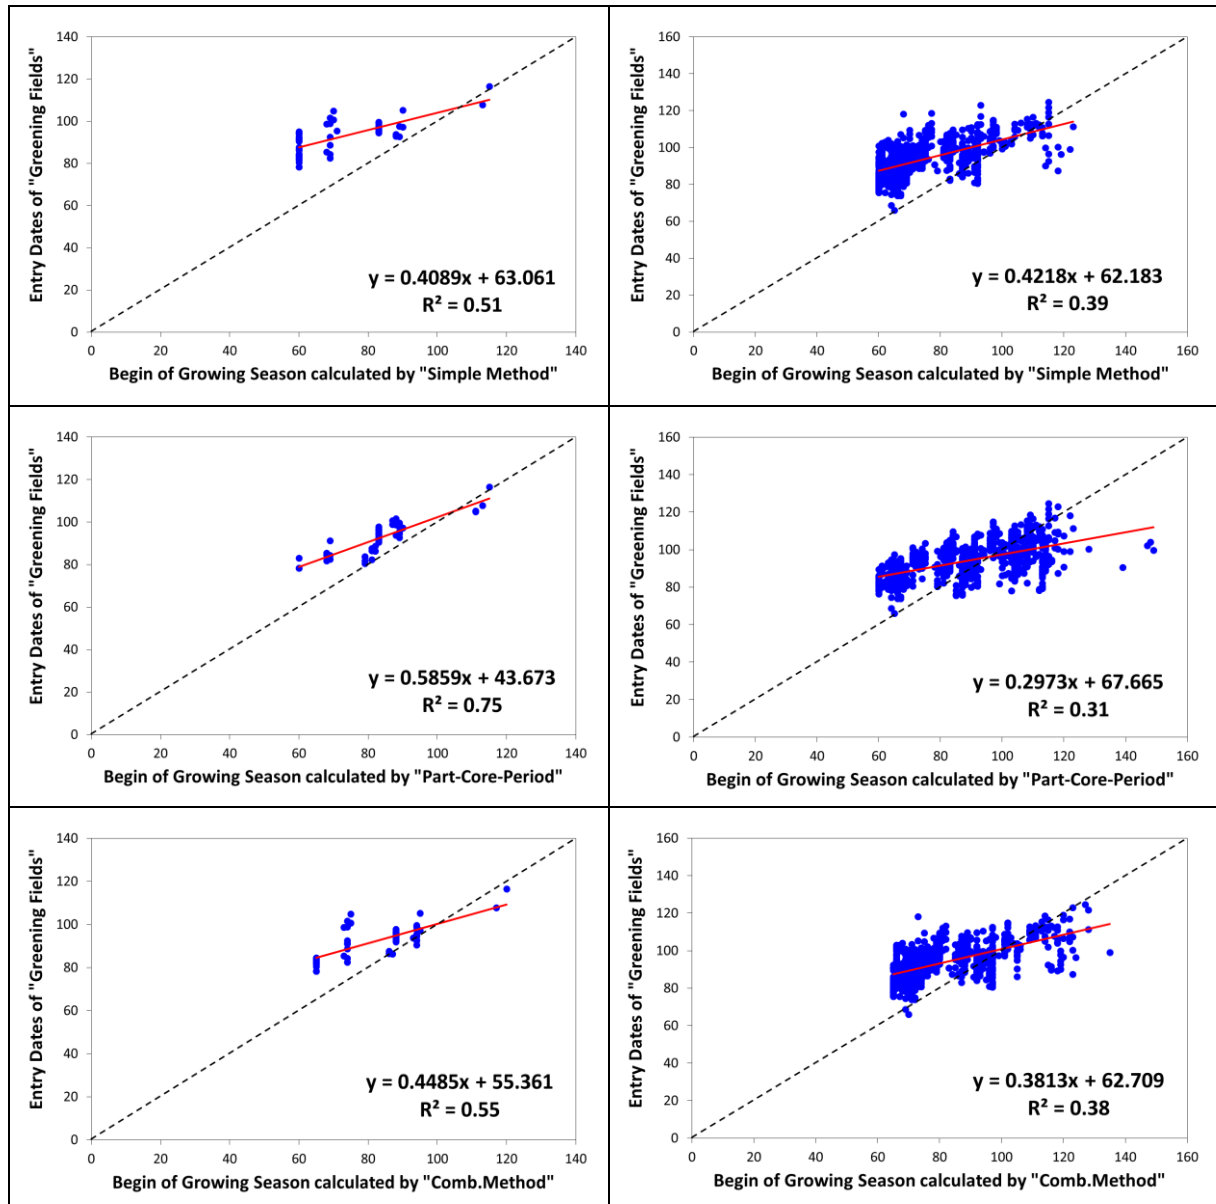 140
120
100
80
60
40
20
0
Entry Dates of "Greening Fields"
y = 0.4089x + 63.061
R² = 0.51
0 20 40 60 80 100 120 140
Begin of Growing Season calculated by "Simple Method"
160
140
120
100
80
60
40
20
0
Entry Dates of "Greening Fields"
y = 0.4218x + 62.183
R² = 0.39
0 20 40 60 80 100 120 140 160
Begin of Growing Season calculated by "Simple Method"
140
120
100
80
60
40
20
0
Entry Dates of "Greening Fields"
y = 0.5859x + 43.673
R² = 0.75
0 20 40 60 80 100 120 140
Begin of Growing Season calculated by "Part-Core-Period"
160
140
120
100
80
60
40
20
0
Entry Dates of "Greening Fields"
y = 0.2973x + 67.665
R² = 0.31
0 20 40 60 80 100 120 140 160
Begin of Growing Season calculated by "Part-Core-Period"
140
120
100
80
60
40
20
0
Entry Dates of "Greening Fields"
y = 0.4485x + 55.361
R² = 0.55
0 20 40 60 80 100 120 140
Begin of Growing Season calculated by "Comb.Method"
160
140
120
100
80
60
40
20
0
Entry Dates of "Greening Fields"
y = 0.3813x + 62.709
R² = 0.38
0 20 40 60 80 100 120 140 160
Begin of Growing Season calculated by "Comb.Method"